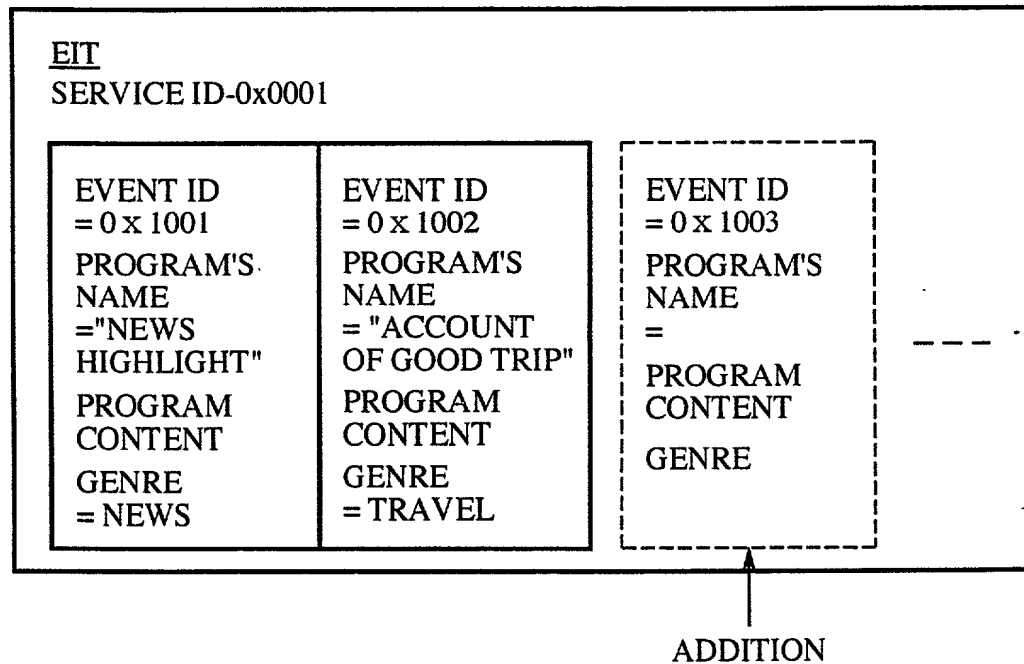 EIT
SERVICE ID-0x0001
EVENT ID
= 0 x 1001
PROGRAM'S
NAME
="NEWS
HIGHLIGHT"
PROGRAM
CONTENT
GENRE
= NEWS
EVENT ID
= 0 x 1002
PROGRAM'S
NAME
= "ACCOUNT
OF GOOD TRIP"
PROGRAM
CONTENT
GENRE
= TRAVEL
EVENT ID
= 0 x 1003
PROGRAM'S
NAME
=
PROGRAM
CONTENT
GENRE
ADDITION